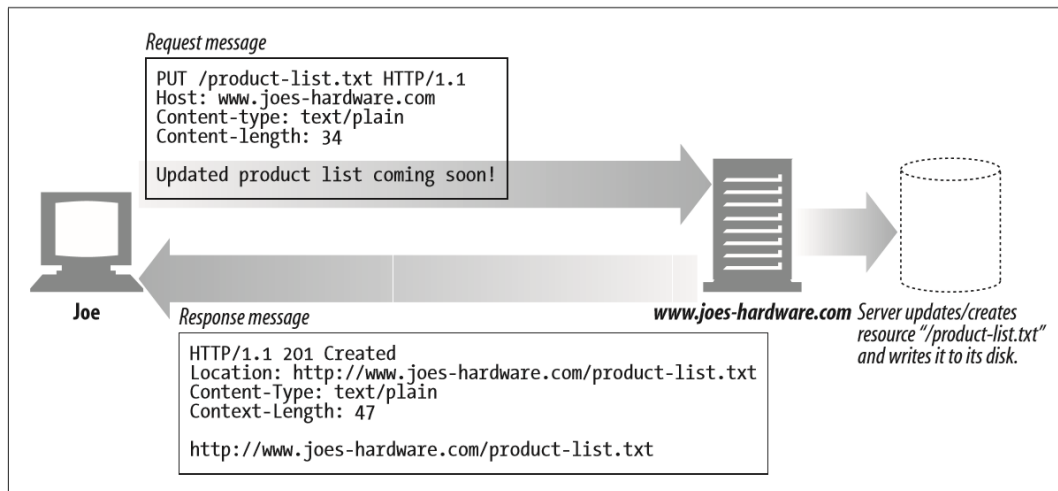 Request message
PUT /product-list.txt HTTP/1.1
Host: www.joes-hardware.com
Content-type: text/plain
Content-length: 34
Updated product list coming soon!
Joe
www.joes-hardware.com
Server updates/creates
resource “/product-list.txt”
and writes it to its disk.
Response message
HTTP/1.1 201 Created
Location: http://www.joes-hardware.com/product-list.txt
Content-Type: text/plain
Context-Length: 47
http://www.joes-hardware.com/product-list.txt